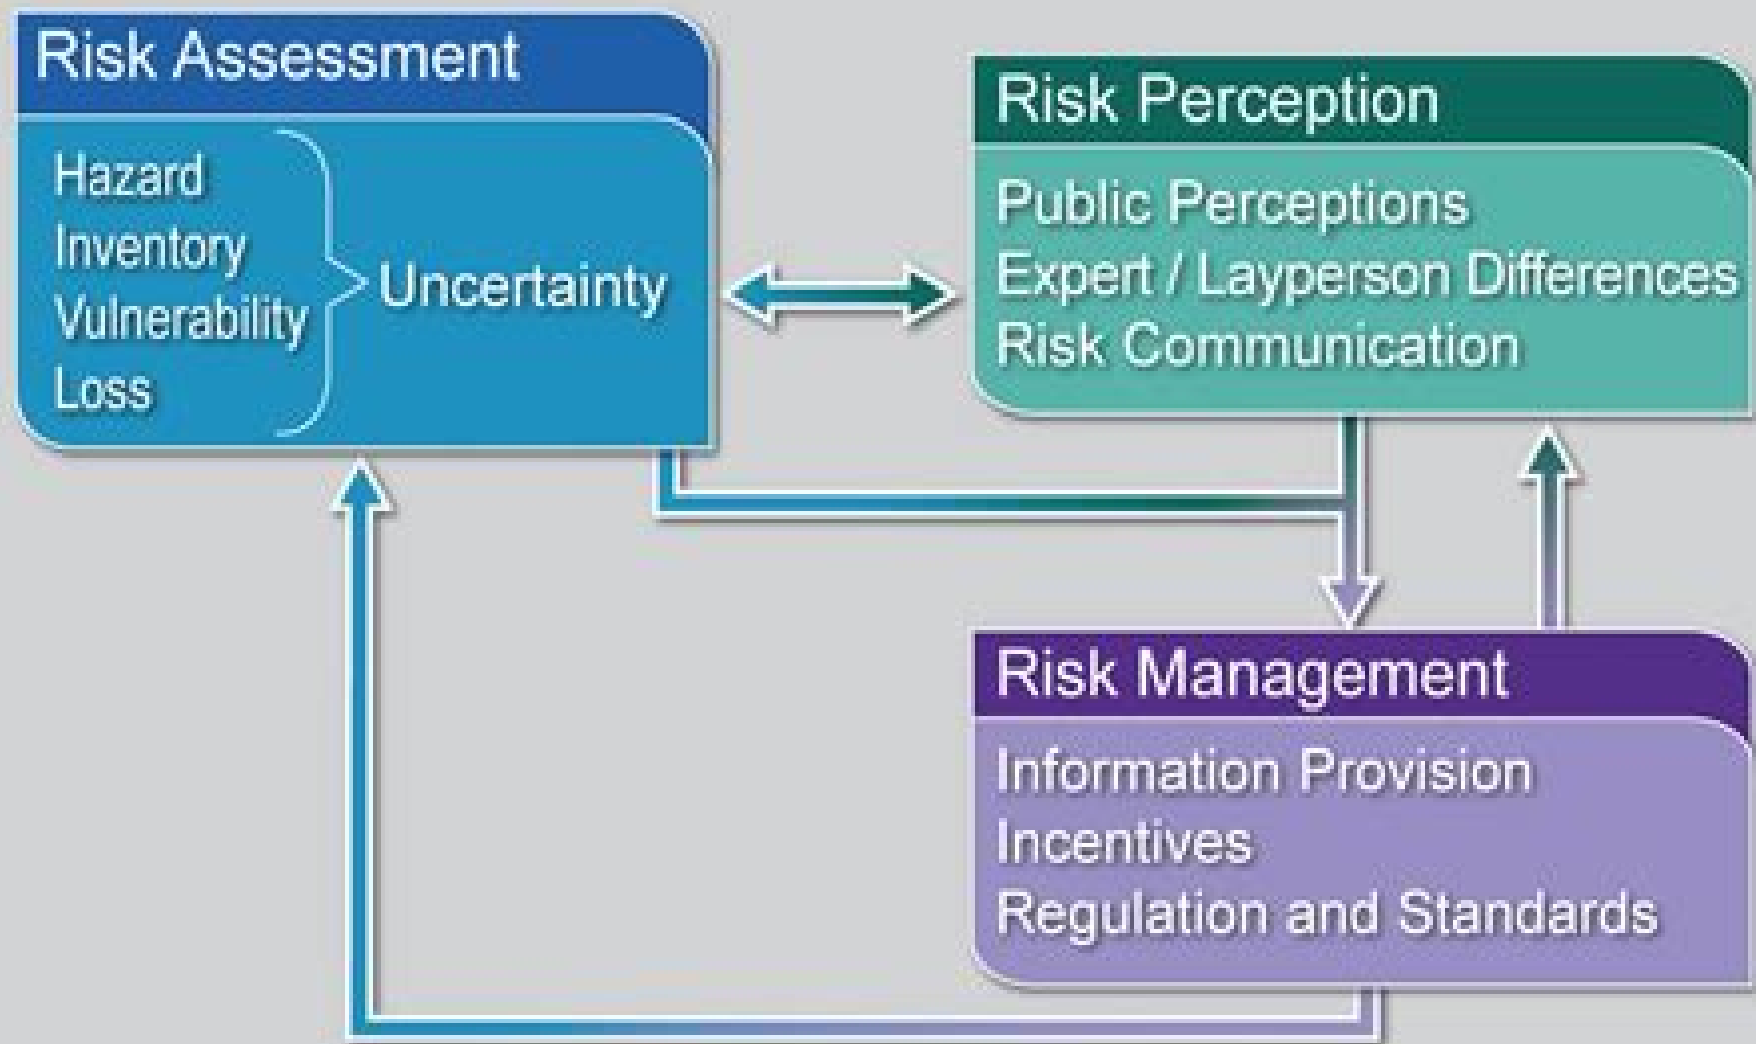 Risk Assessment
Hazard
Inventory
Vulnerability
Loss
Uncertainty
Risk Perception
Public Perceptions
Expert / Layperson Differences
Risk Communication
Risk Management
Information Provision
Incentives
Regulation and Standards